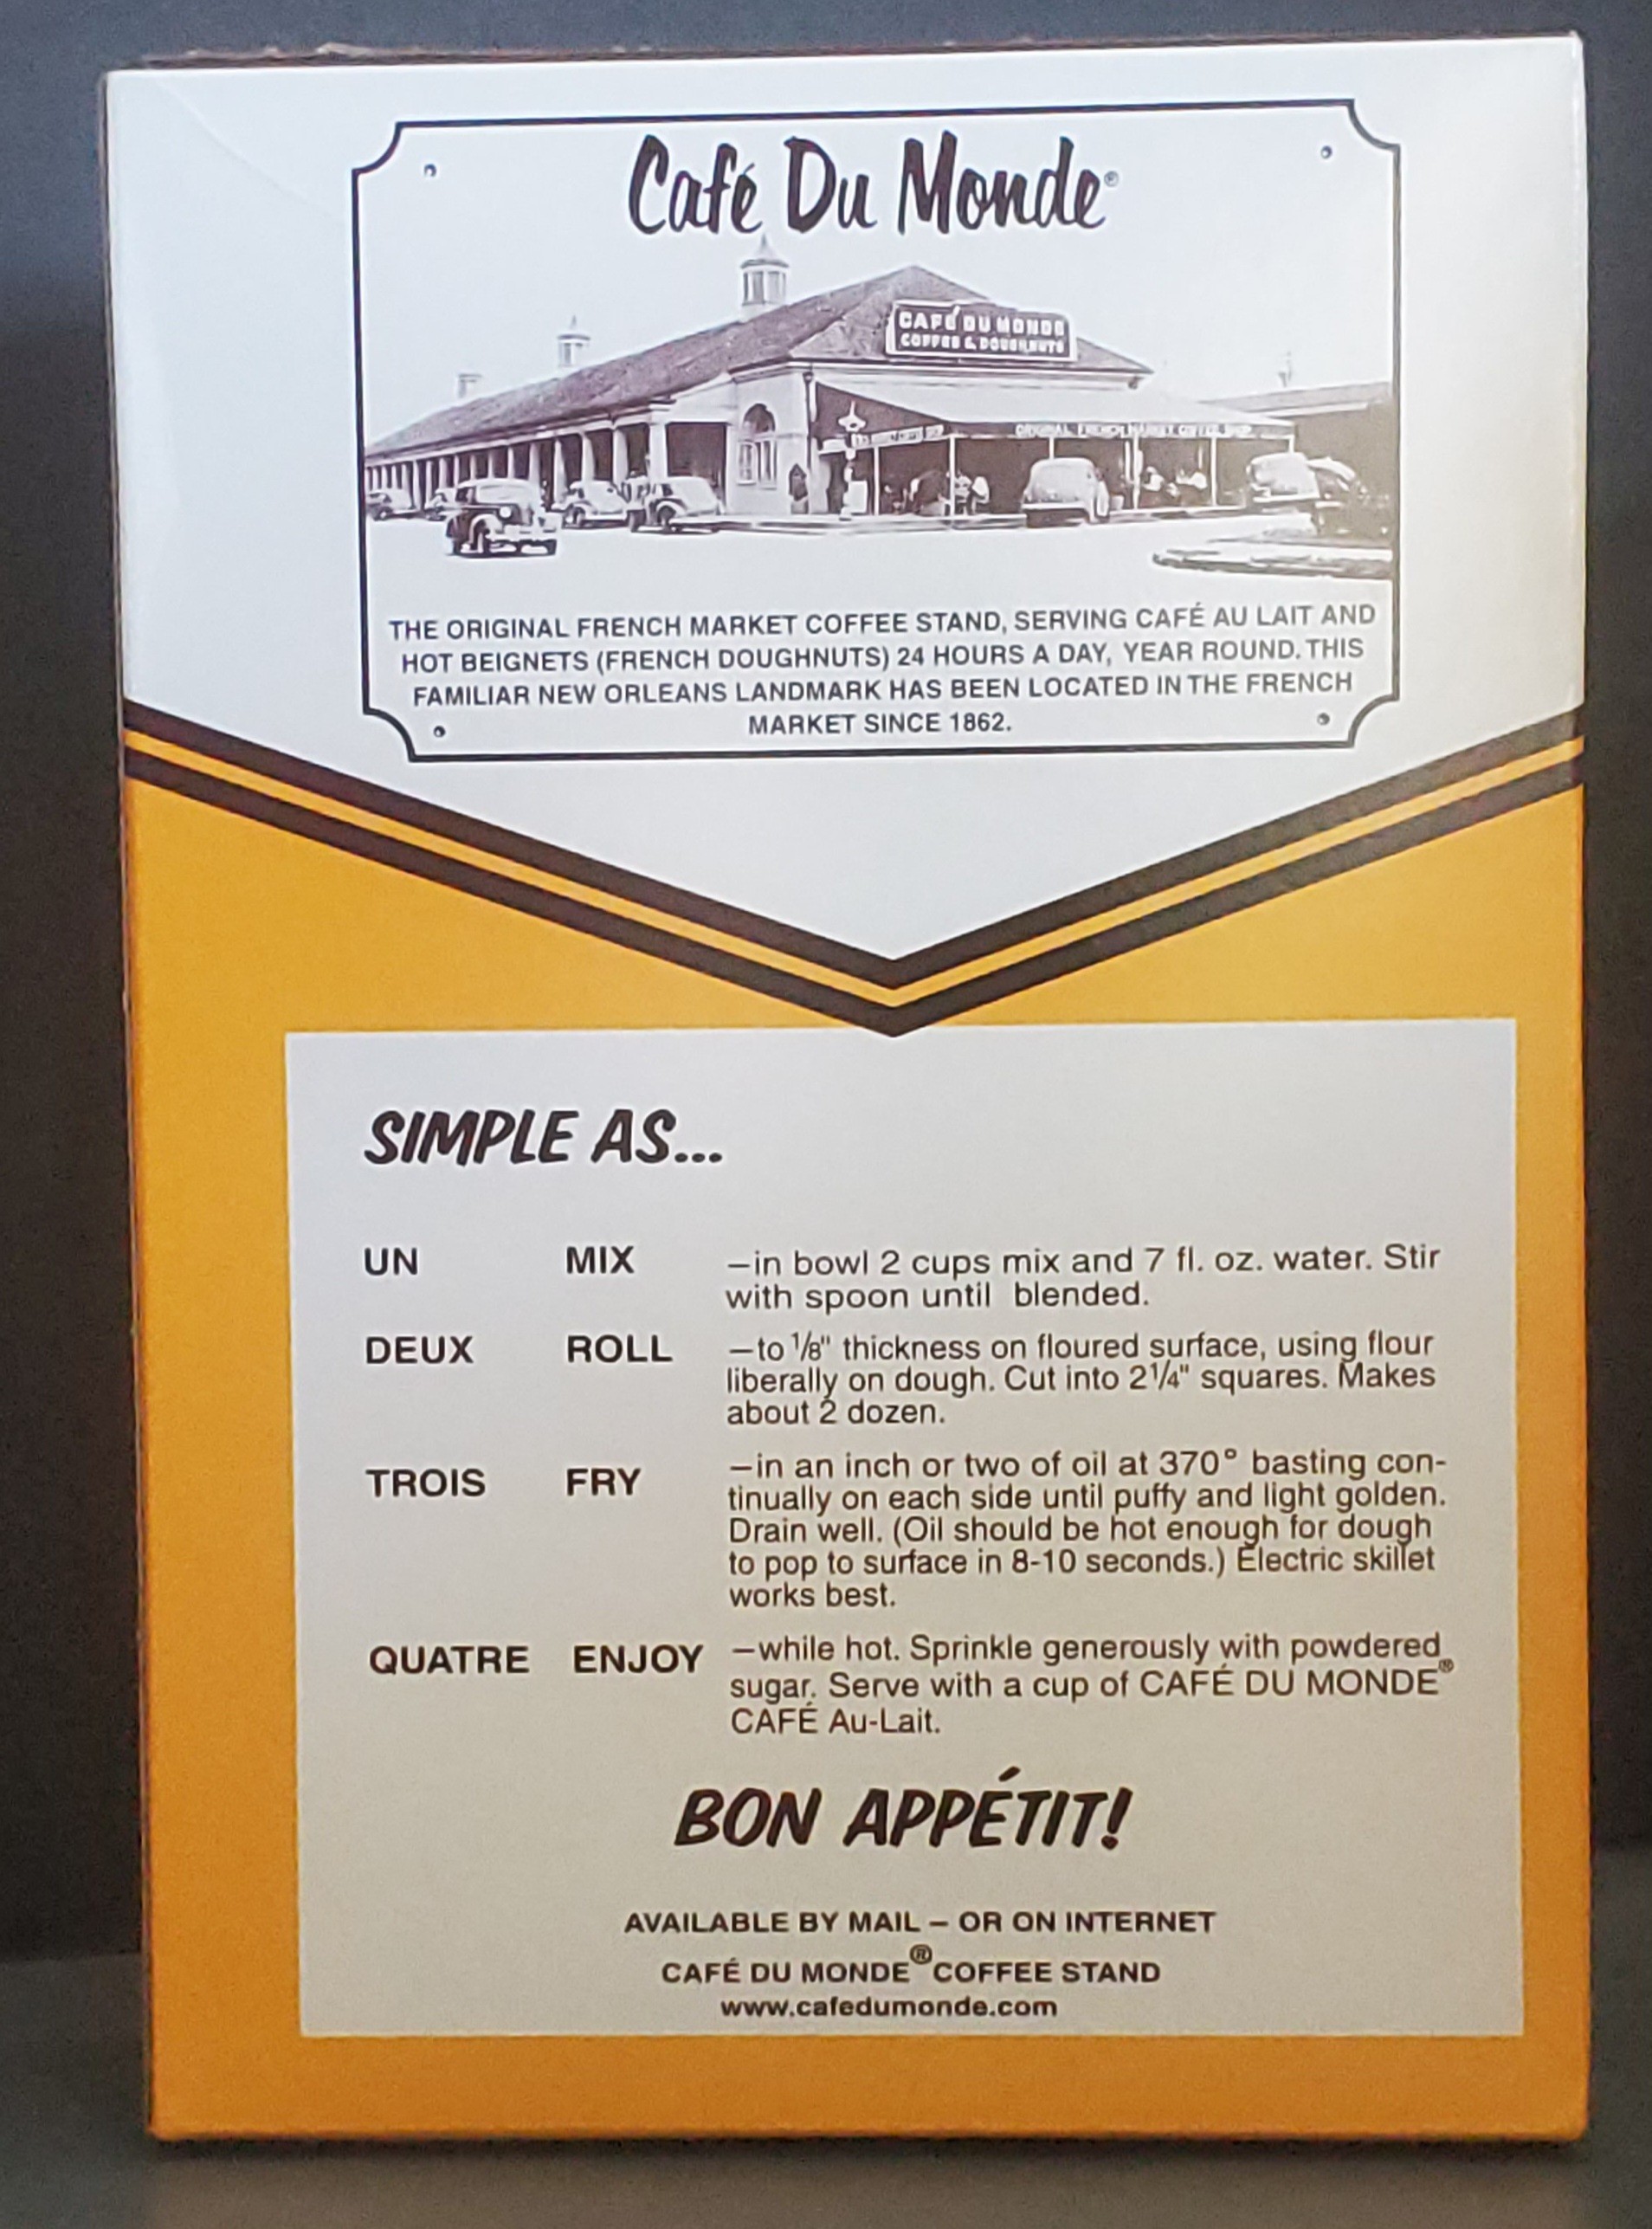 Café Du Monde®
CAFÉ DU MONDE
COFFEE & DOUGHNUTS
ORIGINAL FRENCH MARKET COFFEE SHOP
THE ORIGINAL FRENCH MARKET COFFEE STAND, SERVING CAFÉ AU LAIT AND
HOT BEIGNETS (FRENCH DOUGHNUTS) 24 HOURS A DAY, YEAR ROUND. THIS
FAMILIAR NEW ORLEANS LANDMARK HAS BEEN LOCATED IN THE FRENCH
MARKET SINCE 1862.
SIMPLE AS...
UN MIX –in bowl 2 cups mix and 7 fl. oz. water. Stir
with spoon until blended.
DEUX ROLL –to 1/8" thickness on floured surface, using flour
liberally on dough. Cut into 2 1/4" squares. Makes
about 2 dozen.
TROIS FRY –in an inch or two of oil at 370° basting con-
tinually on each side until puffy and light golden.
Drain well. (Oil should be hot enough for dough
to pop to surface in 8-10 seconds.) Electric skillet
works best.
QUATRE ENJOY –while hot. Sprinkle generously with powdered
sugar. Serve with a cup of CAFÉ DU MONDE®
CAFÉ Au-Lait.
BON APPÉTIT!
AVAILABLE BY MAIL – OR ON INTERNET
CAFÉ DU MONDE® COFFEE STAND
www.cafedumonde.com